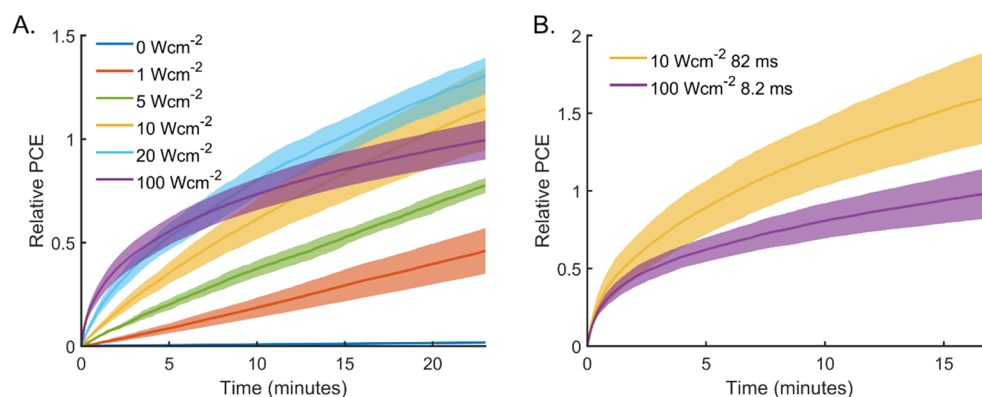 A.
B.
Relative PCE
1.5
1
0.5
0
0 Wcm⁻²
1 Wcm⁻²
5 Wcm⁻²
10 Wcm⁻²
20 Wcm⁻²
100 Wcm⁻²
0 5 10 15 20
Time (minutes)
Relative PCE
2
1.5
1
0.5
0
10 Wcm⁻² 82 ms
100 Wcm⁻² 8.2 ms
0 5 10 15
Time (minutes)